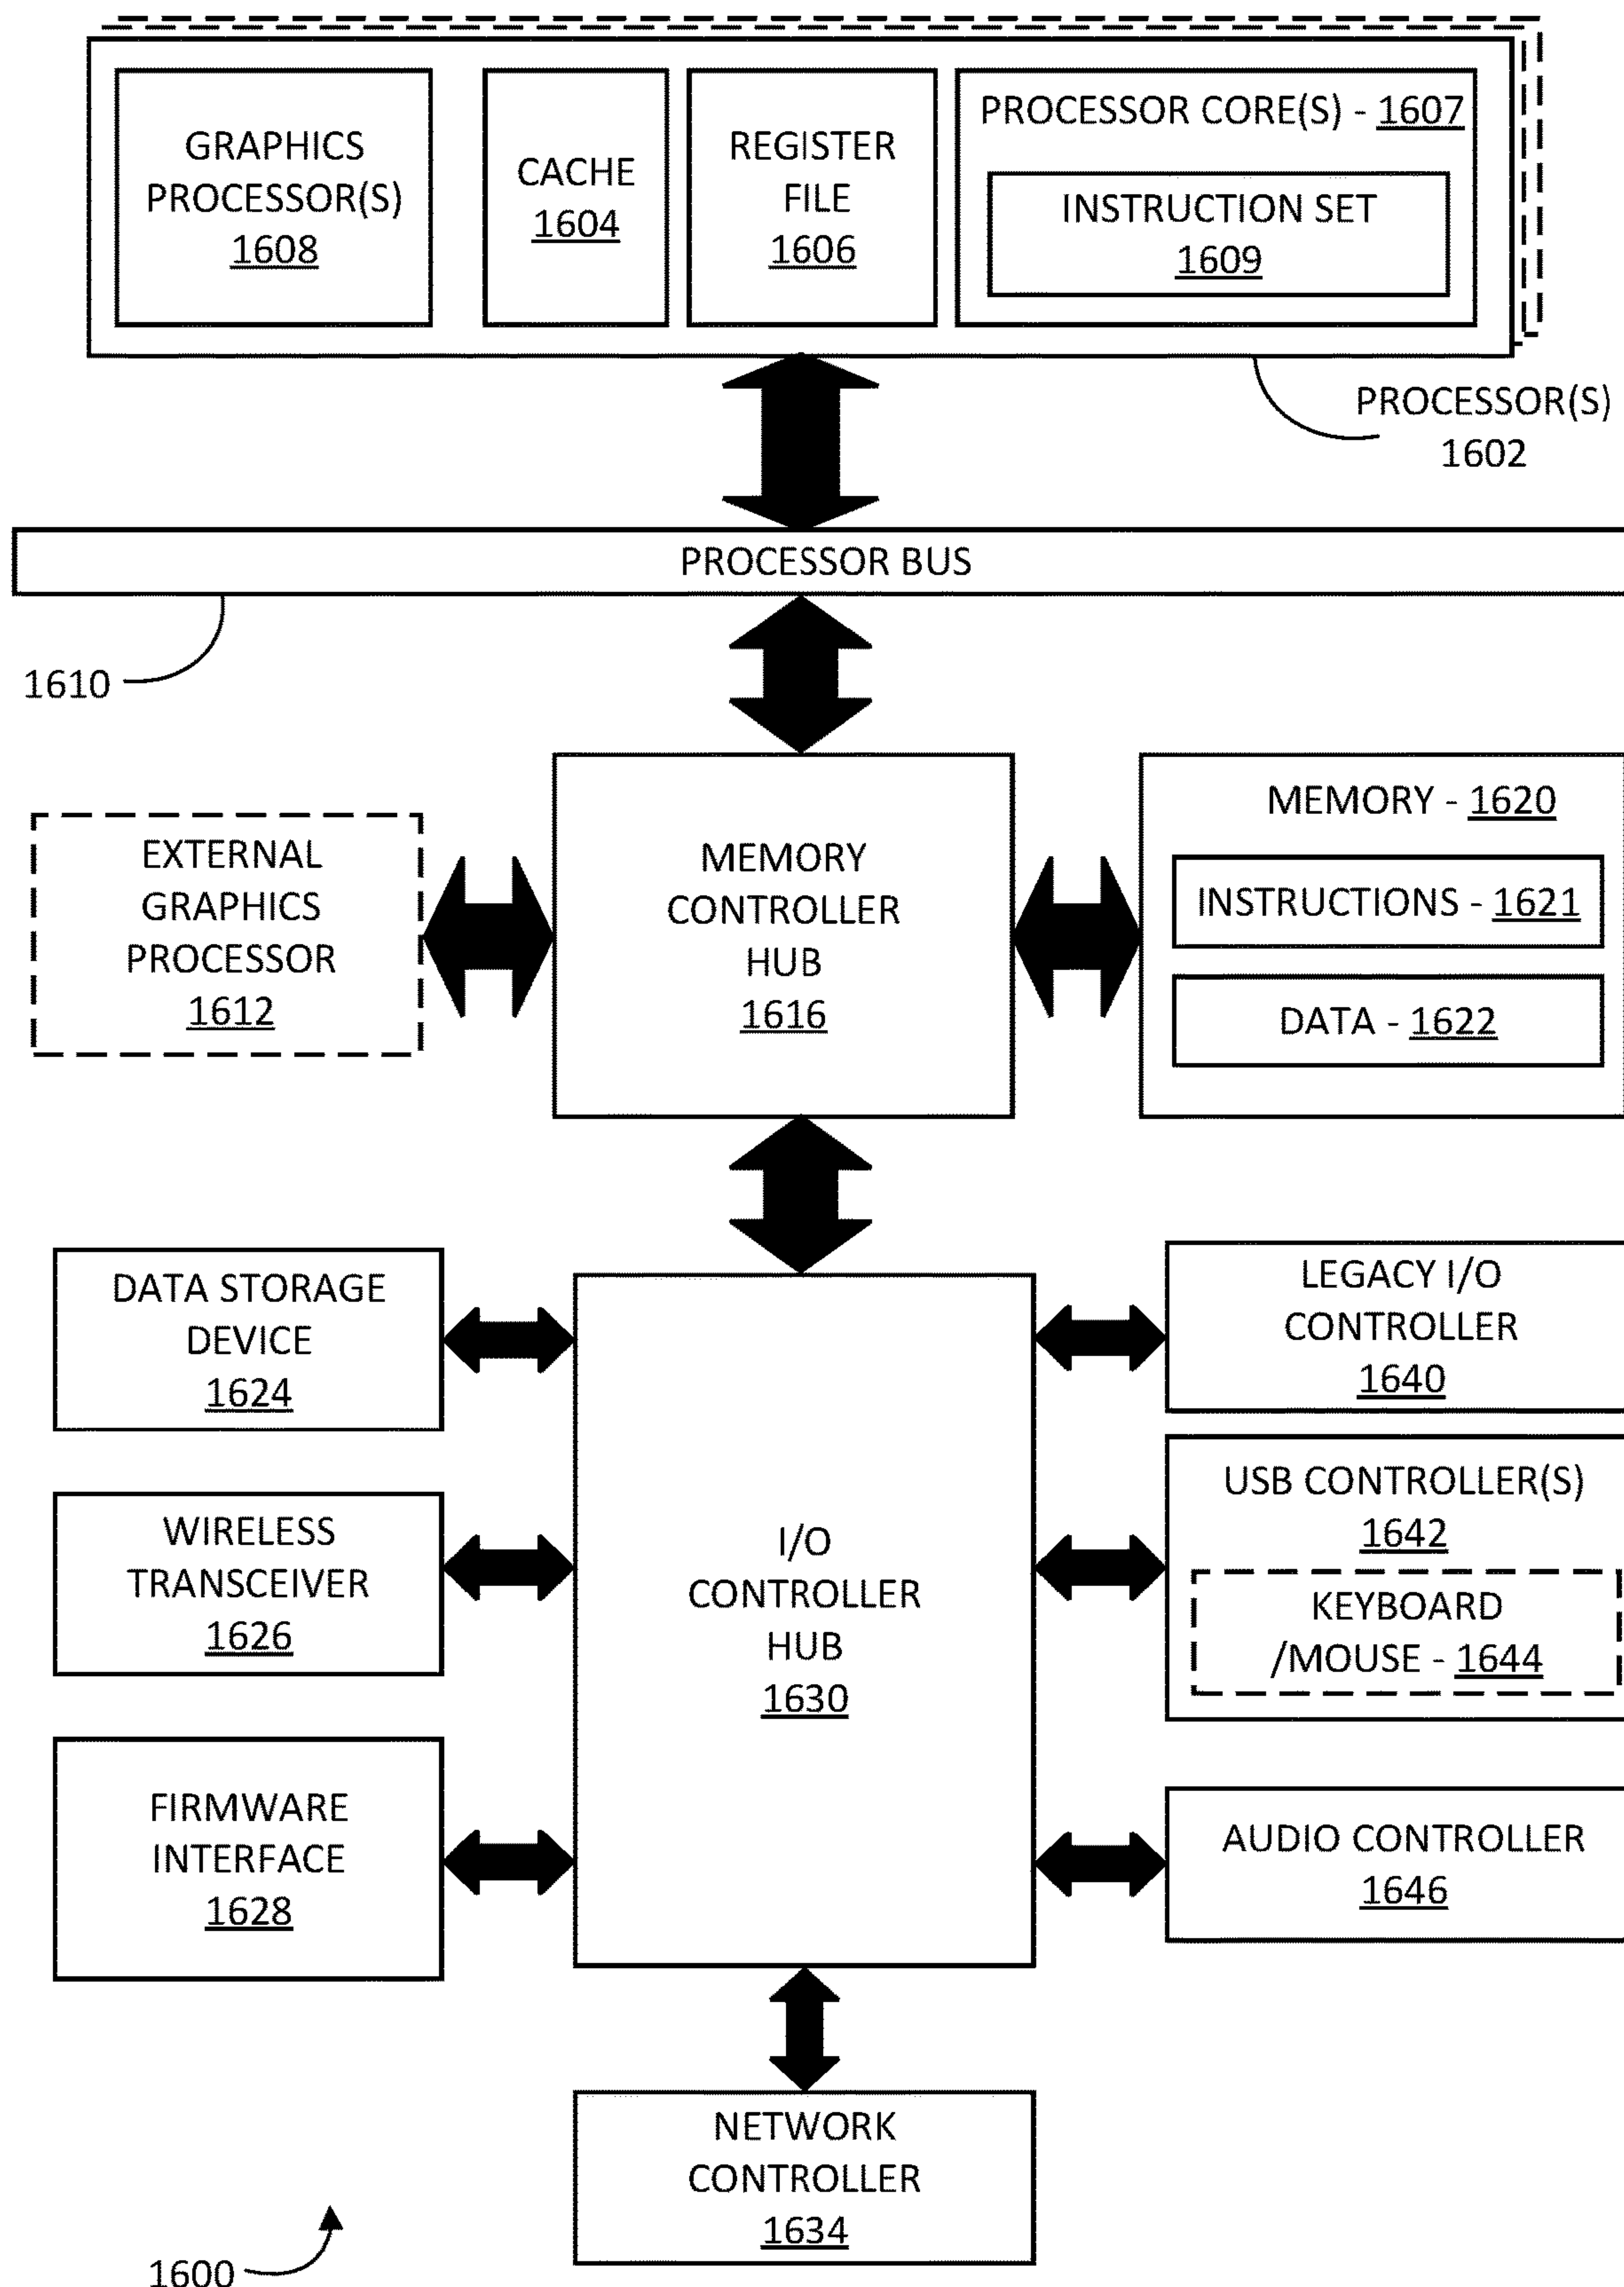 GRAPHICS
PROCESSOR(S)
1608
CACHE
1604
REGISTER
FILE
1606
PROCESSOR CORE(S) - 1607
INSTRUCTION SET
1609
PROCESSOR(S)
1602
PROCESSOR BUS
1610
EXTERNAL
GRAPHICS
PROCESSOR
1612
MEMORY
CONTROLLER
HUB
1616
MEMORY - 1620
INSTRUCTIONS - 1621
DATA - 1622
DATA STORAGE
DEVICE
1624
WIRELESS
TRANSCEIVER
1626
FIRMWARE
INTERFACE
1628
I/O
CONTROLLER
HUB
1630
LEGACY I/O
CONTROLLER
1640
USB CONTROLLER(S)
1642
KEYBOARD
/MOUSE - 1644
AUDIO CONTROLLER
1646
NETWORK
CONTROLLER
1634
1600